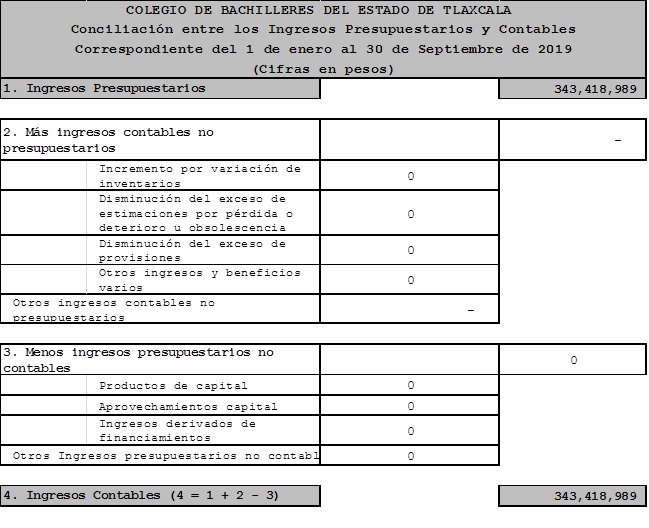 COLEGIO DE BACHILLERES DEL ESTADO DE TLAXCALA
Conciliación entre los Ingresos Presupuestarios y Contables
Correspondiente del 1 de enero al 30 de Septiembre de 2019
(Cifras en pesos)
1. Ingresos Presupuestarios 343,418,989
2. Más ingresos contables no
presupuestarios -
Incremento por variación de
inventarios 0
Disminución del exceso de
estimaciones por pérdida o
deterioro u obsolescencia 0
Disminución del exceso de
provisiones 0
Otros ingresos y beneficios
varios 0
Otros ingresos contables no
presupuestarios -
3. Menos ingresos presupuestarios no
contables 0
Productos de capital 0
Aprovechamientos capital 0
Ingresos derivados de
financiamientos 0
Otros Ingresos presupuestarios no contabl 0
4. Ingresos Contables (4 = 1 + 2 - 3) 343,418,989